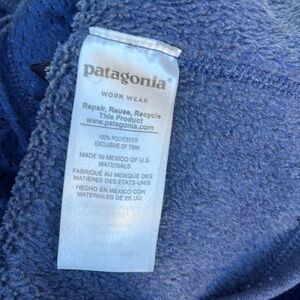 patagonia®
WORN WEAR
Repair, Reuse, Recycle
This Product
www.patagonia.com
100% POLYESTER
EXCLUSIVE OF TRIM
MADE IN MEXICO OF U.S.
MATERIALS
FABRIQUÉ AU MEXIQUE DES
MATIÈRES DES ÉTATS-UNIS
HECHO EN MÉXICO CON
MATERIALES DE EE.UU.